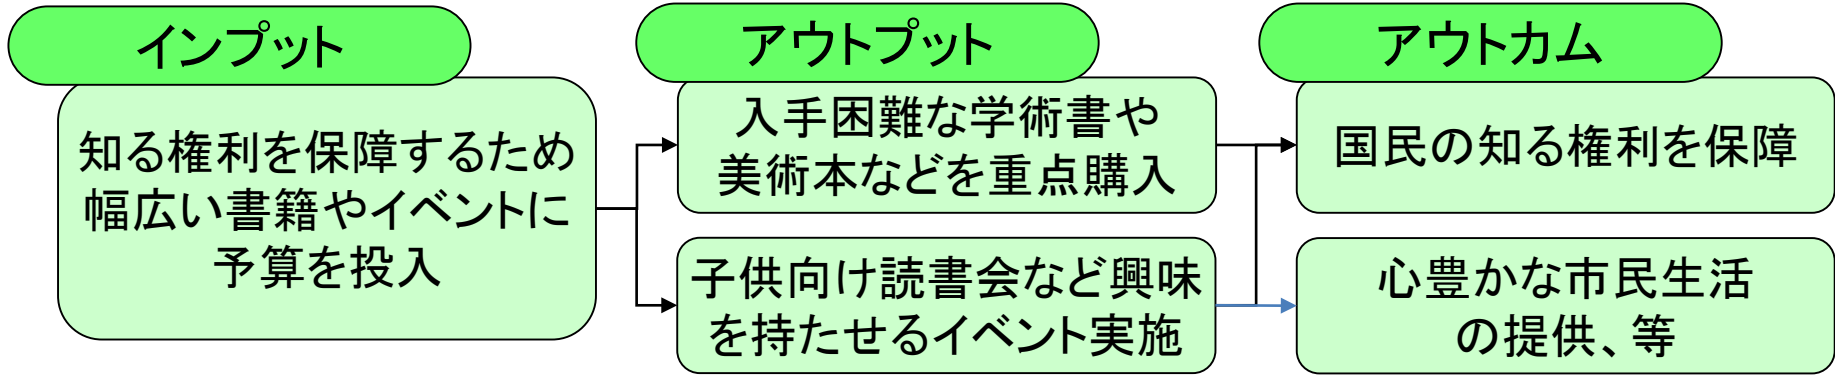 インプット
知る権利を保障するため
幅広い書籍やイベントに
予算を投入
アウトプット
入手困難な学術書や
美術本などを重点購入
子供向け読書会など興味
を持たせるイベント実施
アウトカム
国民の知る権利を保障
心豊かな市民生活
の提供、等